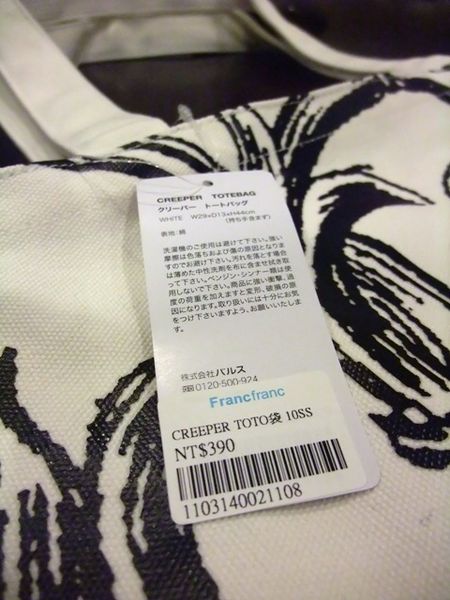 CREEPER TOTEBAG
クリーパー トートバッグ
WHITE W29×D13×H44cm
(持ち手含まず)
表地:綿
洗濯機のご使用は避けて下さい。強い
摩擦は色落ちおよび傷の原因となりま
すのでお避け下さい。汚れを落とす場合
は薄めた中性洗剤を布に含ませ拭き取
って下さい。ベンジン・シンナー類は使
用しないで下さい。商品に強い衝撃、過
度の荷重を加えますと変形、破損の原
因になります。取り扱いには十分にお気
をつけ下さいますよう、お願いいたしま
す。
株式会社バルス
0120-500-924
Francfranc
CREEPER TOTO袋 10SS
NT$390
1103140021108